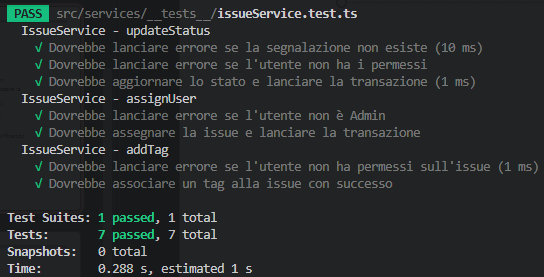 PASS src/services/__tests__/issueService.test.ts
IssueService - updateStatus
√ Dovrebbe lanciare errore se la segnalazione non esiste (10 ms)
√ Dovrebbe lanciare errore se l'utente non ha i permessi
√ Dovrebbe aggiornare lo stato e lanciare la transazione (1 ms)
IssueService - assignUser
√ Dovrebbe lanciare errore se l'utente non è Admin
√ Dovrebbe assegnare la issue e lanciare la transazione
IssueService - addTag
√ Dovrebbe lanciare errore se l'utente non ha permessi sull'issue (1 ms)
√ Dovrebbe associare un tag alla issue con successo
Test Suites: 1 passed, 1 total
Tests: 7 passed, 7 total
Snapshots: 0 total
Time: 0.288 s, estimated 1 s